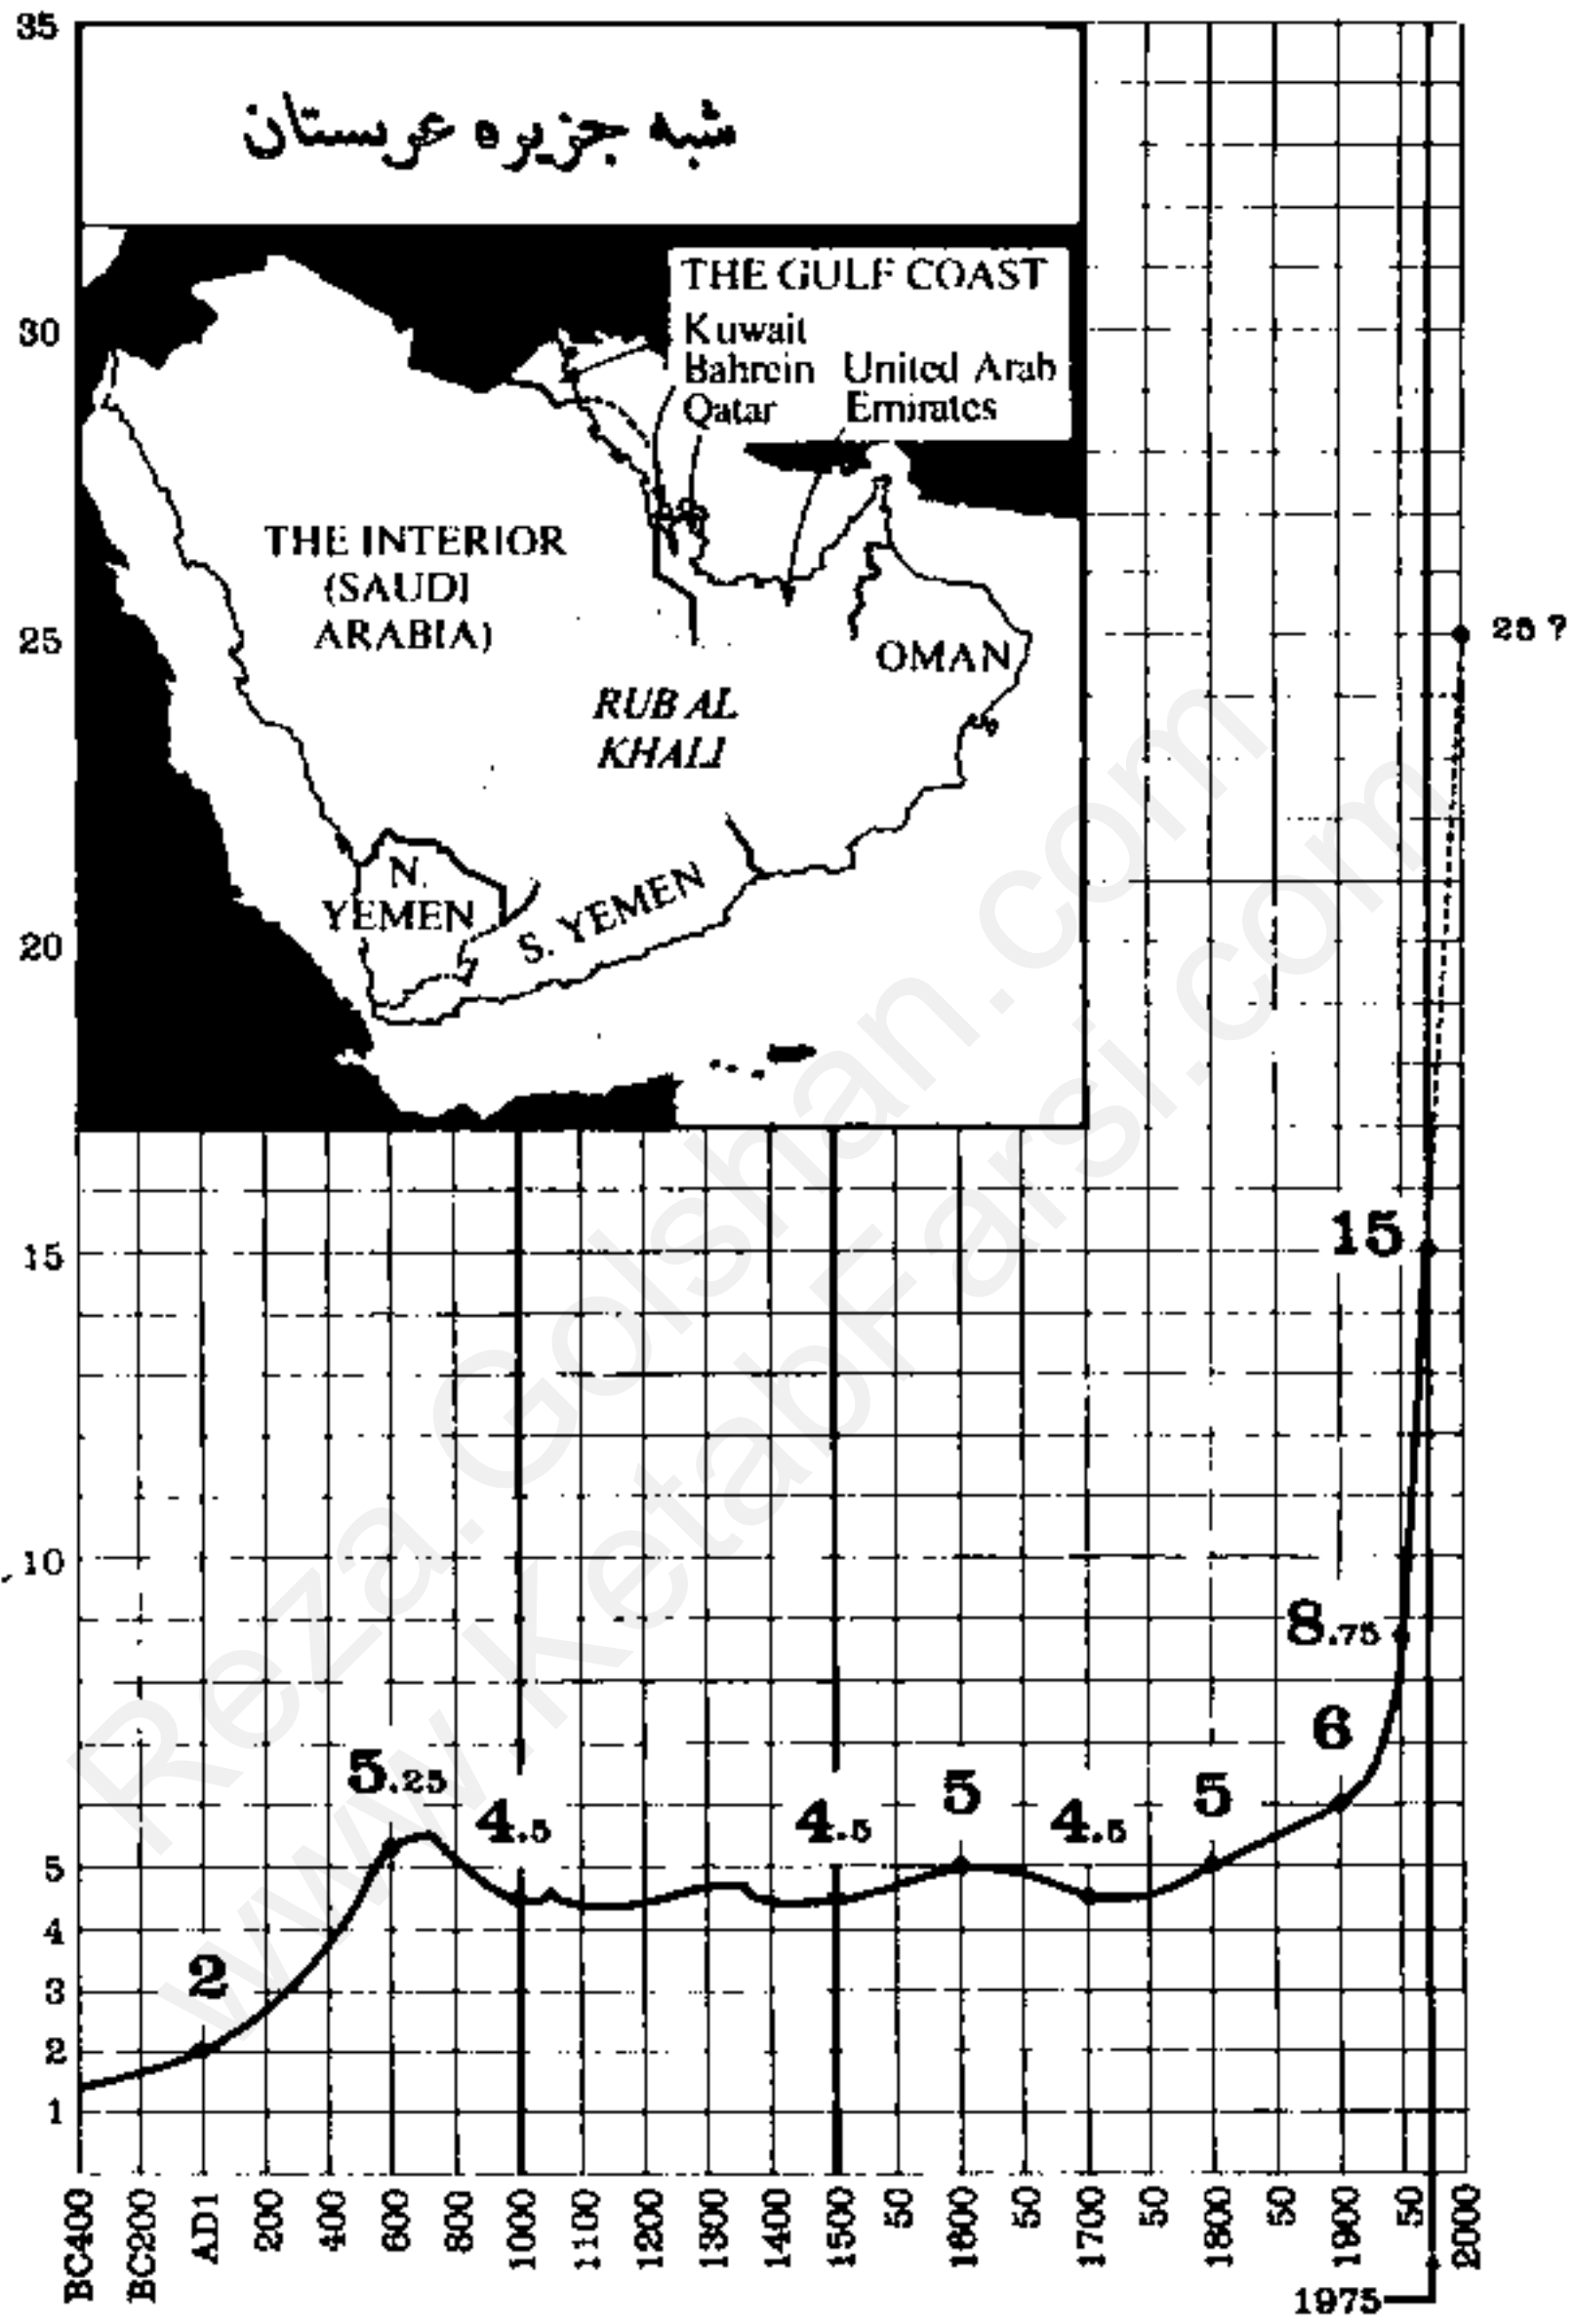 35
شبه جزیره عربستان
THE GULF COAST
Kuwait
Bahrein
Qatar
United Arab
Emirates
30
THE INTERIOR
(SAUDI
ARABIA)
OMAN
25
25 ?
RUB AL
KHALI
N.
YEMEN
S. YEMEN
20
15
15
10
8.75
6
5.25
4.5
4.5
5
4.5
5
5
4
2
3
2
1
BC400
BC200
AD1
200
400
600
800
1000
1100
1200
1300
1400
1500
50
1600
50
1700
50
1800
50
1900
50
2000
1975
Reza.Golshan.com
www.KetabFarsi.com